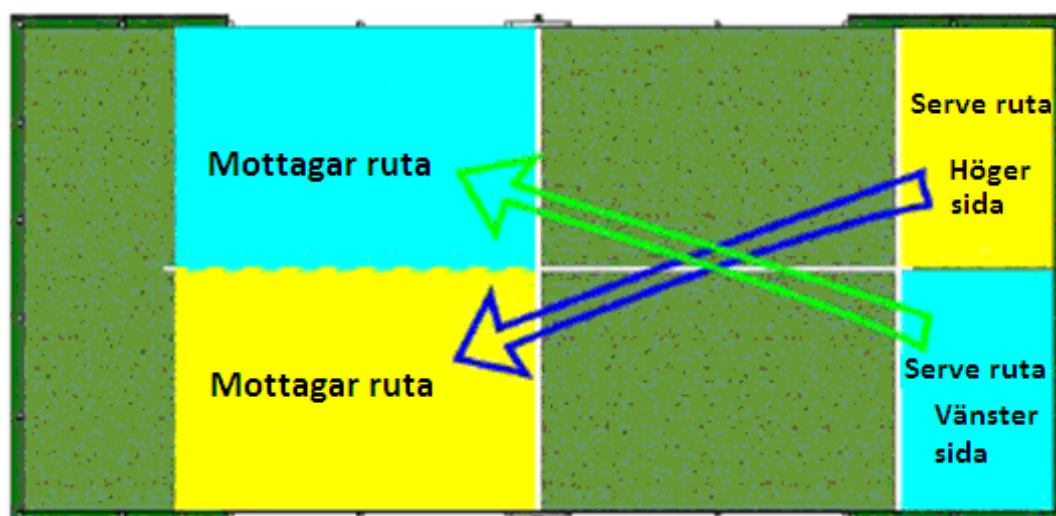 Mottagar ruta
Mottagar ruta
Serve ruta
Höger
sida
Serve ruta
Vänster
sida